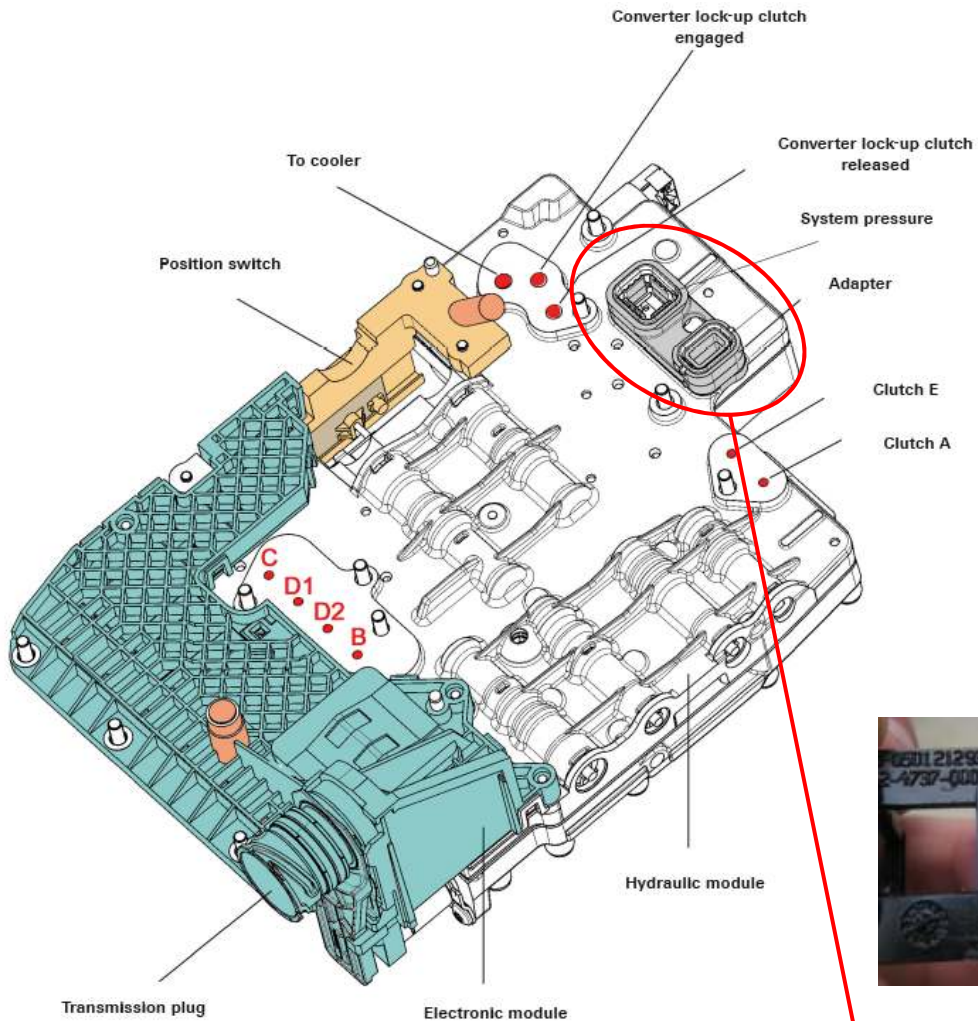 Converter lock-up clutch
engaged
Converter lock-up clutch
released
To cooler
System pressure
Position switch
Adapter
Clutch E
Clutch A
C
D1
D2
B
Hydraulic module
Transmission plug
Electronic module